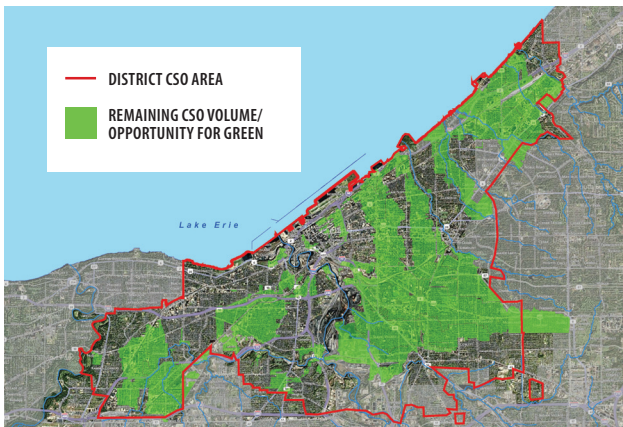 DISTRICT CSO AREA
REMAINING CSO VOLUME/
OPPORTUNITY FOR GREEN
Lake Erie